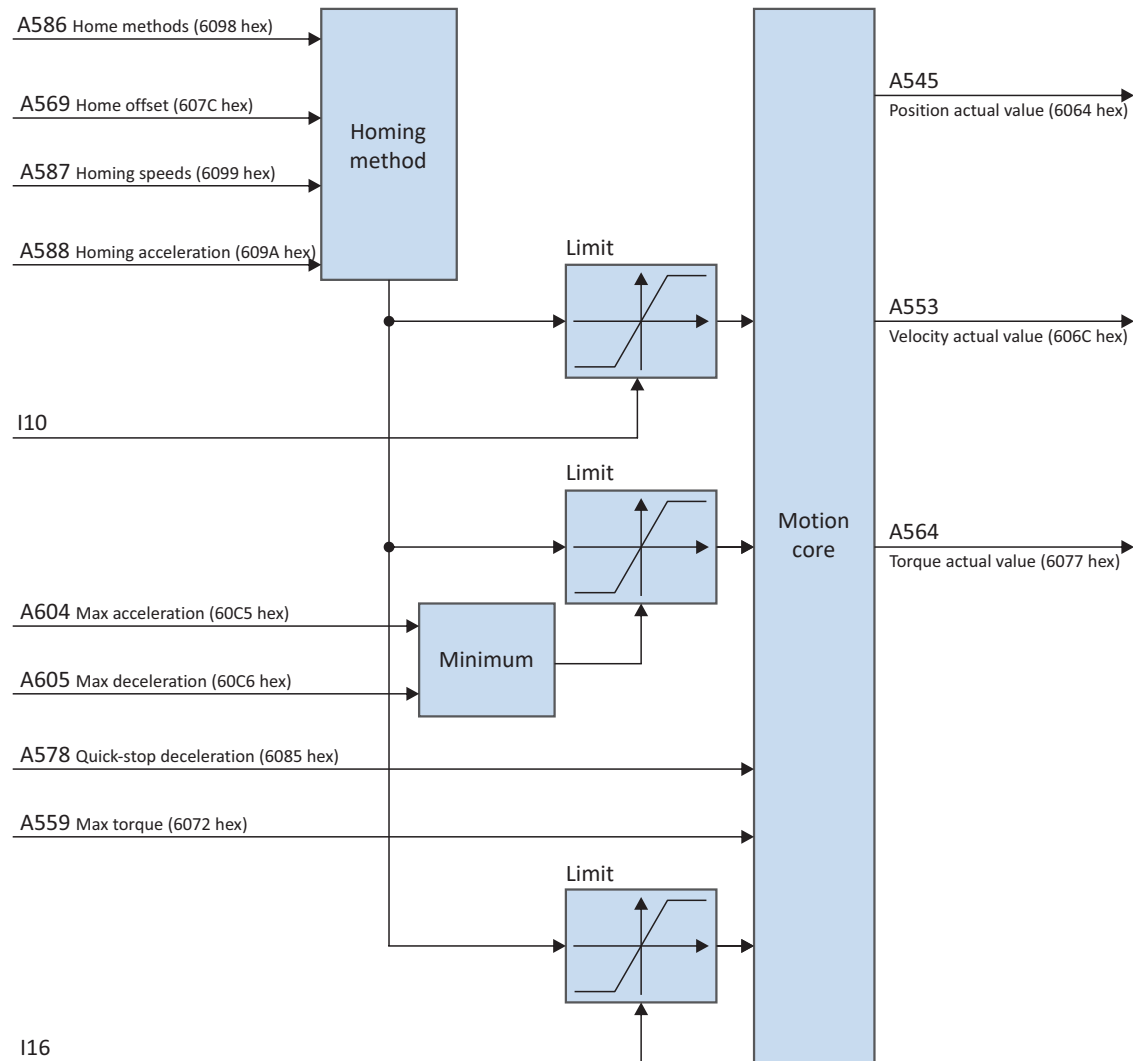 A586 Home methods (6098 hex)
A569 Home offset (607C hex)
A587 Homing speeds (6099 hex)
A588 Homing acceleration (609A hex)
Homing
method
A545
Position actual value (6064 hex)
Limit
A553
Velocity actual value (606C hex)
I10
Limit
Motion
core
A564
Torque actual value (6077 hex)
A604 Max acceleration (60C5 hex)
Minimum
A605 Max deceleration (60C6 hex)
A578 Quick-stop deceleration (6085 hex)
A559 Max torque (6072 hex)
Limit
I16